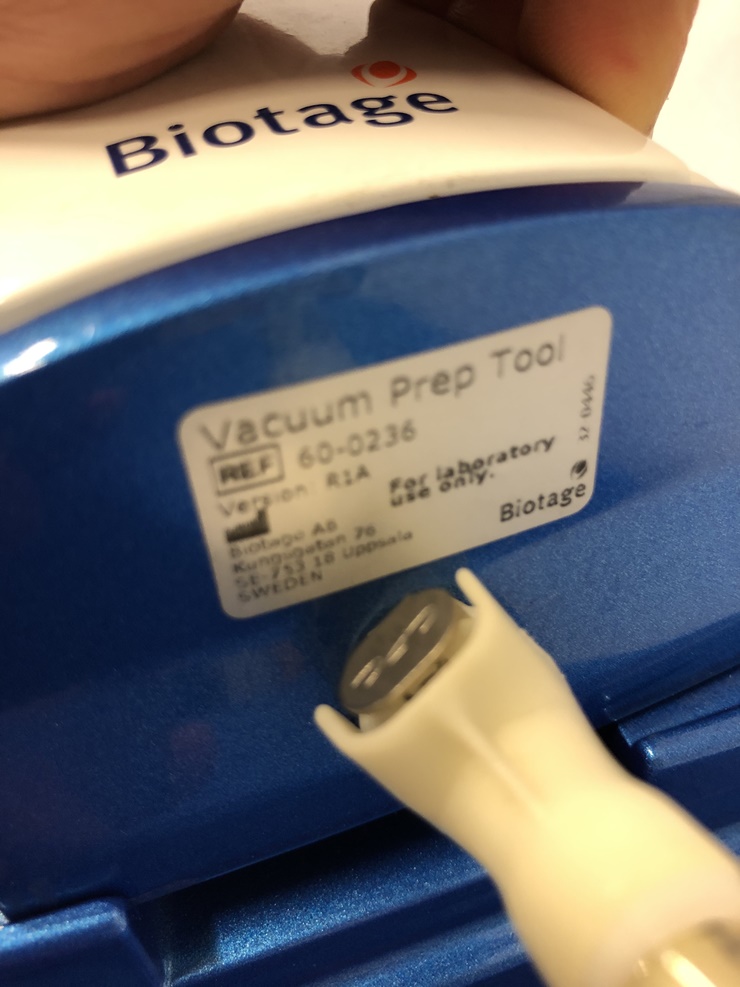 Biotage
Vacuum Prep Tool
REF 60-0236
Version: R1A
For laboratory
use only.
Biotage AB
Kungsgatan 76
SE-753 18 Uppsala
SWEDEN
Biotage